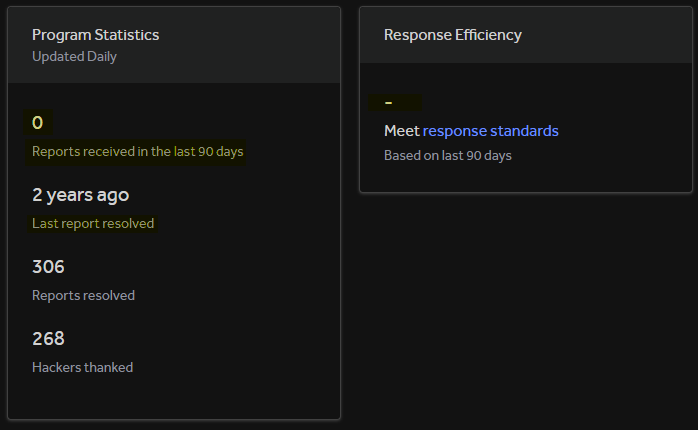 Program Statistics
Updated Daily
0
Reports received in the last 90 days
2 years ago
Last report resolved
306
Reports resolved
268
Hackers thanked
Response Efficiency
-
Meet response standards
Based on last 90 days